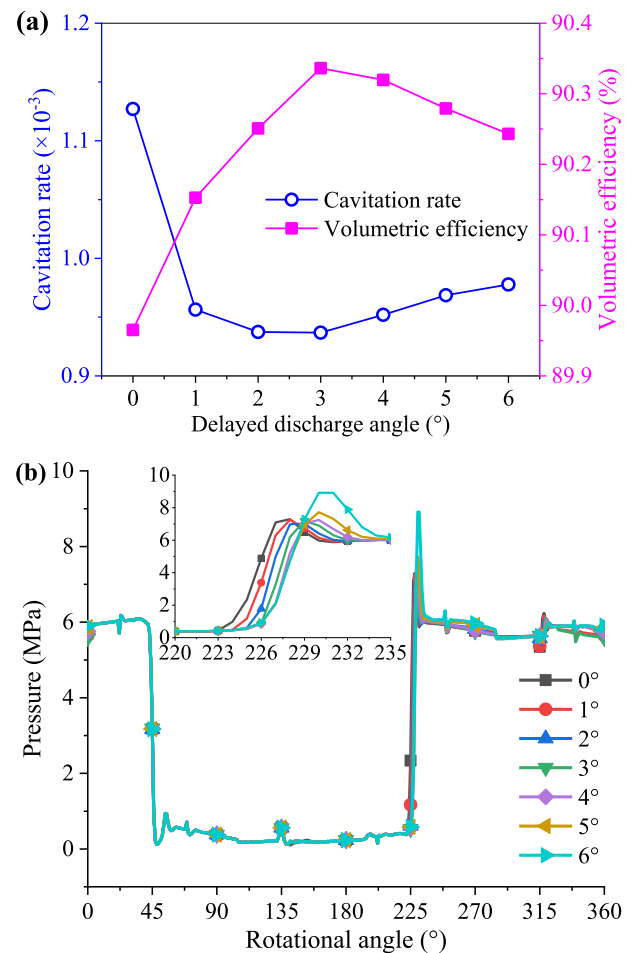 (a)
1.2
1.1
1.0
0.9
Cavitation rate (×10⁻³)
90.4
90.3
90.2
90.1
90.0
89.9
Volumetric efficiency (%)
Cavitation rate
Volumetric efficiency
0 1 2 3 4 5 6
Delayed discharge angle (°)
(b)
10
8
6
4
2
0
Pressure (MPa)
10
8
6
4
2
0
220 223 226 229 232 235
0°
1°
2°
3°
4°
5°
6°
0 45 90 135 180 225 270 315 360
Rotational angle (°)